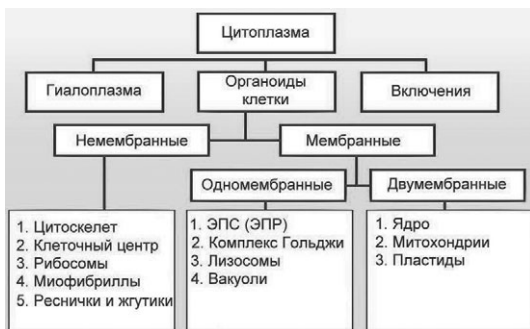 Цитоплазма
Гиалоплазма
Органоиды
клетки
Включения
Немембранные
Мембранные
Одномембранные
Двумембранные
1. Цитоскелет
2. Клеточный центр
3. Рибосомы
4. Миофибриллы
5. Реснички и жгутики
1. ЭПС (ЭПР)
2. Комплекс Гольджи
3. Лизосомы
4. Вакуоли
1. Ядро
2. Митохондрии
3. Пластиды